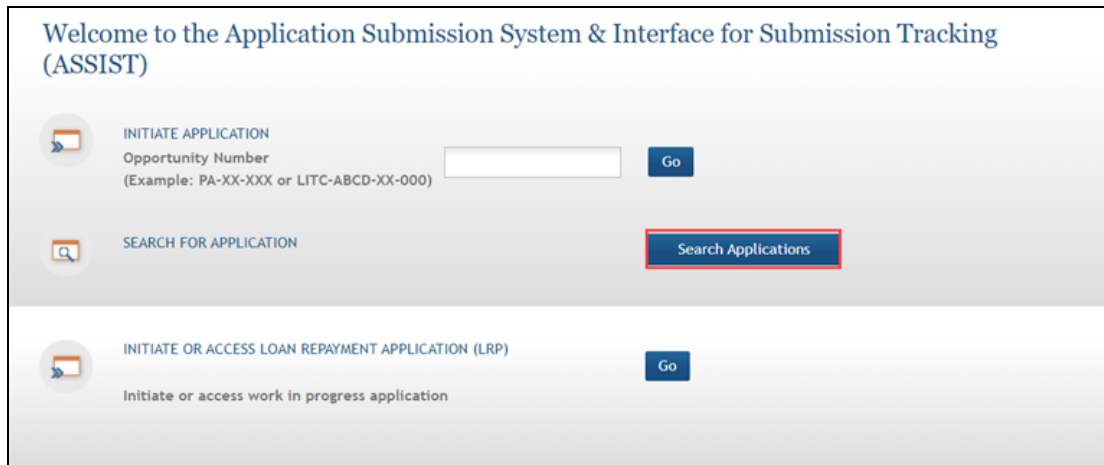 Welcome to the Application Submission System & Interface for Submission Tracking
(ASSIST)
INITIATE APPLICATION
Opportunity Number
(Example: PA-XX-XXX or LITC-ABCD-XX-000)
Go
SEARCH FOR APPLICATION
Search Applications
INITIATE OR ACCESS LOAN REPAYMENT APPLICATION (LRP)
Go
Initiate or access work in progress application